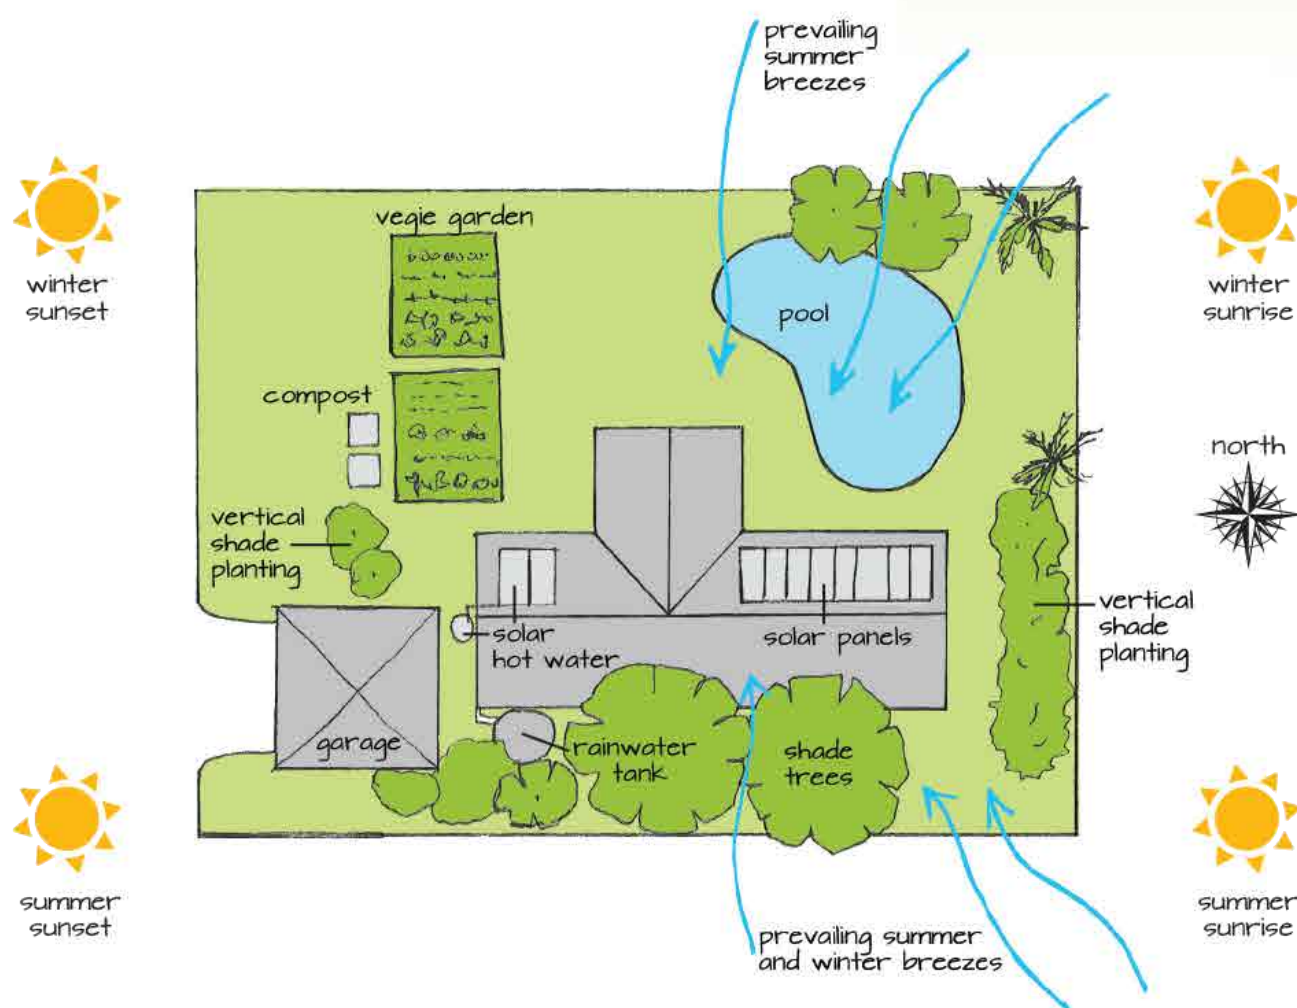 prevailing
summer
breezes
winter
sunset
vegie garden
pool
winter
sunrise
compost
north
vertical
shade
planting
solar
hot water
solar panels
vertical
shade
planting
garage
rainwater
tank
shade
trees
summer
sunset
summer
sunrise
prevailing summer
and winter breezes